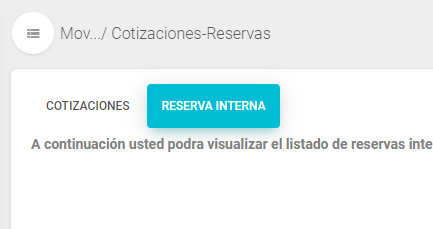 Mov.../ Cotizaciones-Reservas
COTIZACIONES
RESERVA INTERNA
A continuación usted podra visualizar el listado de reservas inte